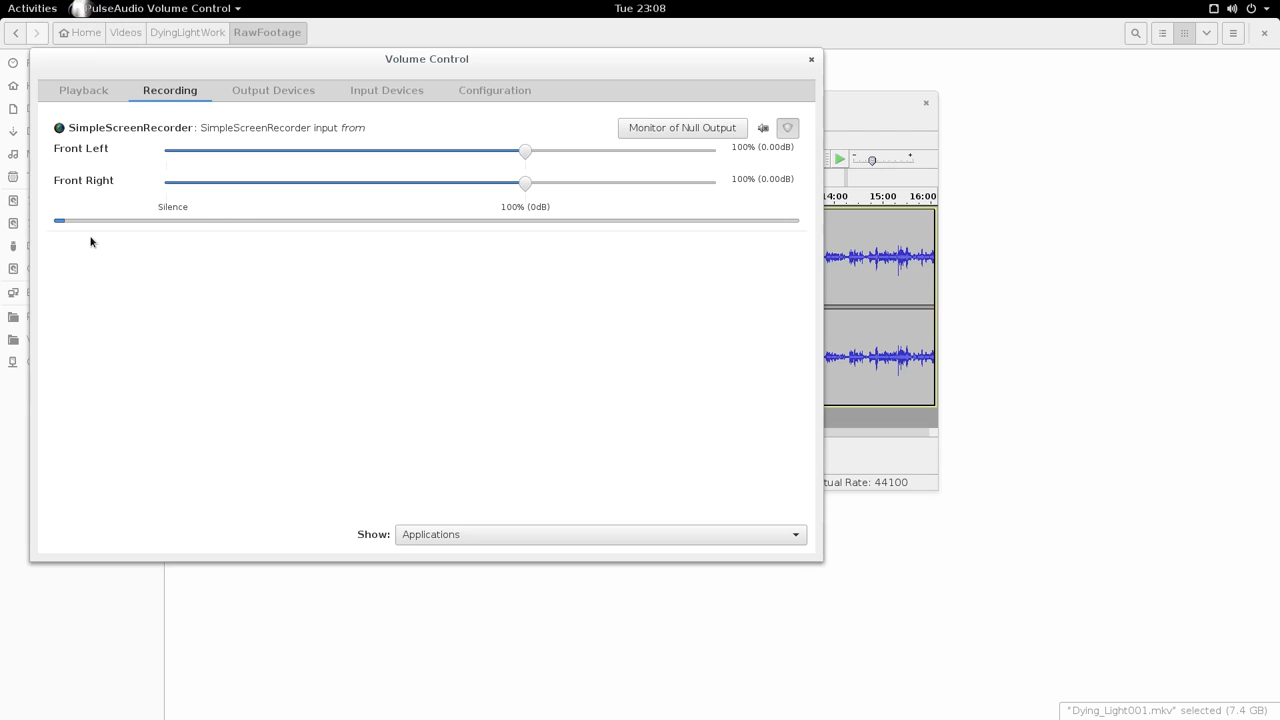 Activities PulseAudio Volume Control Tue 23:08
Home Videos DyingLightWork RawFootage
Volume Control
Playback Recording Output Devices Input Devices Configuration
SimpleScreenRecorder: SimpleScreenRecorder input from Monitor of Null Output
Front Left 100% (0.00dB)
Front Right 100% (0.00dB)
Silence 100% (0dB)
Show: Applications
- +
14:00 15:00 16:00
tual Rate: 44100
"Dying_Light001.mkv" selected (7.4 GB)